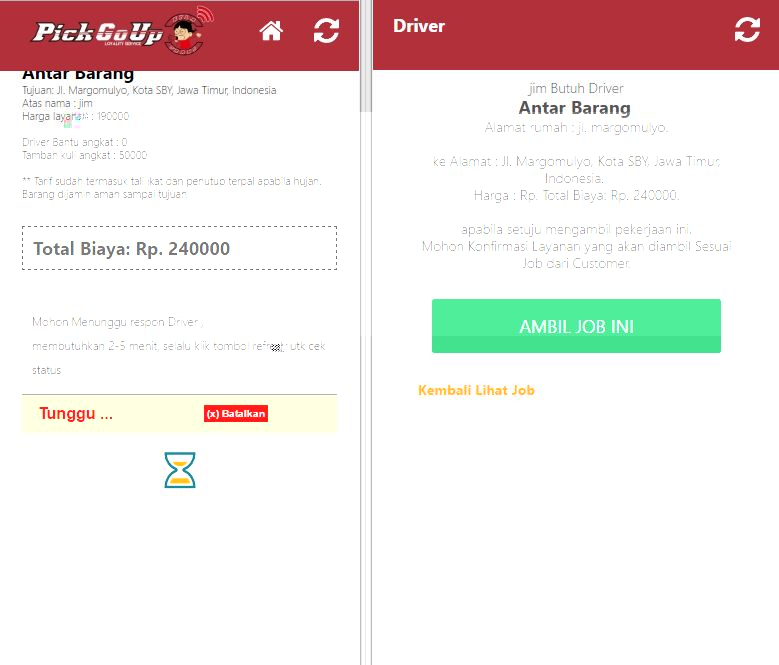 PickGoUp
LOYALITY SERVICE
Antar Barang
Tujuan: Jl. Margomulyo, Kota SBY, Jawa Timur, Indonesia
Atas nama : jim
Harga layanan : 190000
Driver Bantu angkat : 0
Tambah kuli angkat : 50000
** Tarif sudah termasuk tali ikat dan penutup terpal apabila hujan.
Barang dijamin aman sampai tujuan
Total Biaya: Rp. 240000
Mohon Menunggu respon Driver ,
membutuhkan 2-5 menit, selalu klik tombol refresh utk cek
status
Tunggu ...
(x) Batalkan
Driver
jim Butuh Driver
Antar Barang
Alamat rumah : jl. margomulyo.
ke Alamat : Jl. Margomulyo, Kota SBY, Jawa Timur,
Indonesia.
Harga : Rp. Total Biaya: Rp. 240000.
apabila setuju mengambil pekerjaan ini.
Mohon Konfirmasi Layanan yang akan diambil Sesuai
Job dari Customer.
AMBIL JOB INI
Kembali Lihat Job